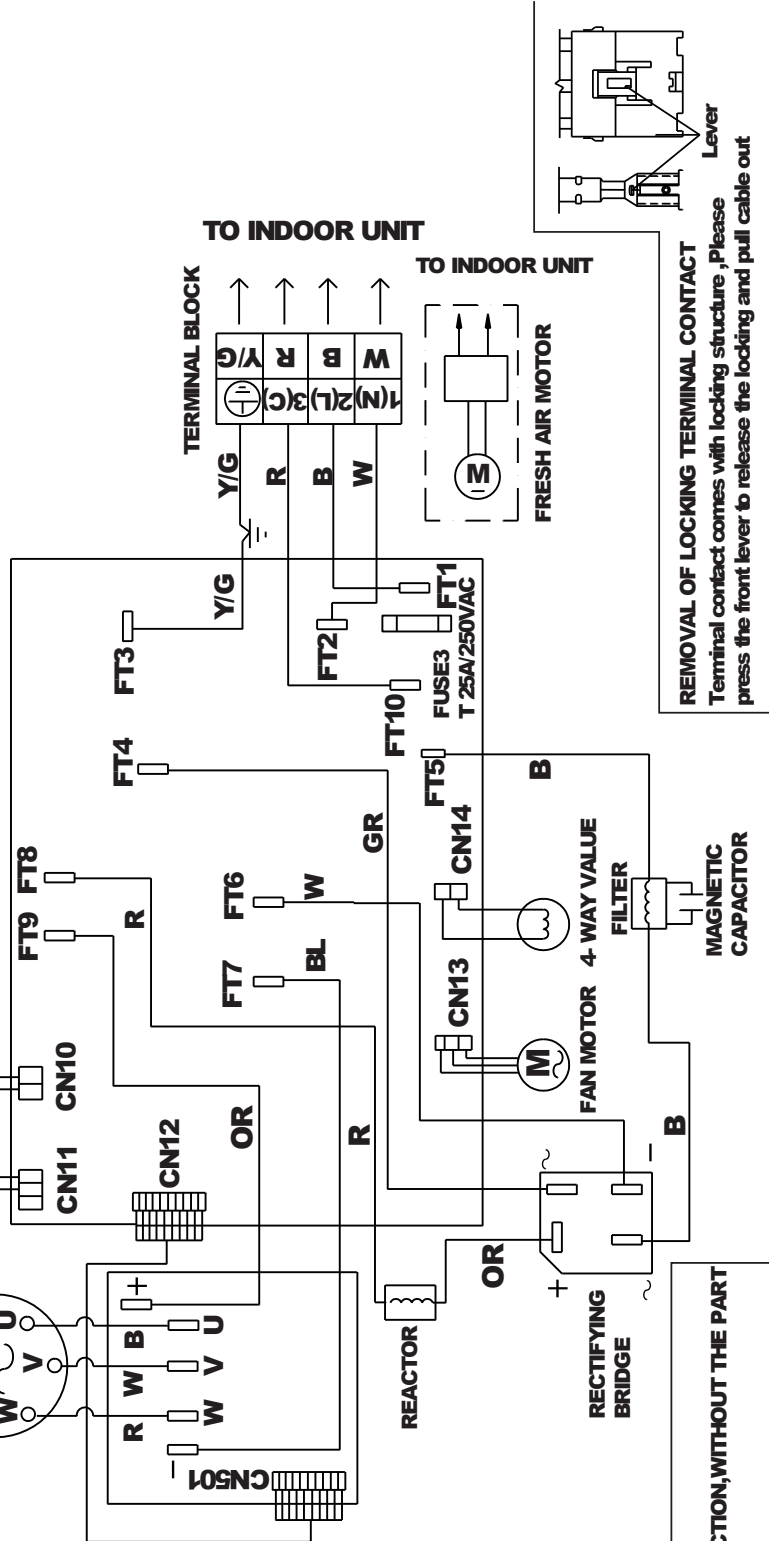 TO INDOOR UNIT
TERMINAL BLOCK
Y/G
R
B
W
3(C)
2(L)
1(N)
Y/G
R
B
W
Y/G
TO INDOOR UNIT
FRESH AIR MOTOR
M
Lever
REMOVAL OF LOCKING TERMINAL CONTACT
Terminal contact comes with locking structure ,Please
press the front lever to release the locking and pull cable out
FT3
FT2
FT1
FUSE3
T 25A/250VAC
FT10
FT4
FT5
B
GR
FT8
FT9
R
FT6
W
FT7
BL
CN14
4- WAY VALUE
FILTER
MAGNETIC
CAPACITOR
CN13
FAN MOTOR
M
B
CN10
CN11
CN12
OR
R
REACTOR
OR
+
-
RECTIFYING
BRIDGE
U
V
W
+
B
W
R
U
V
W
-
CN501
CTION,WITHOUT THE PART